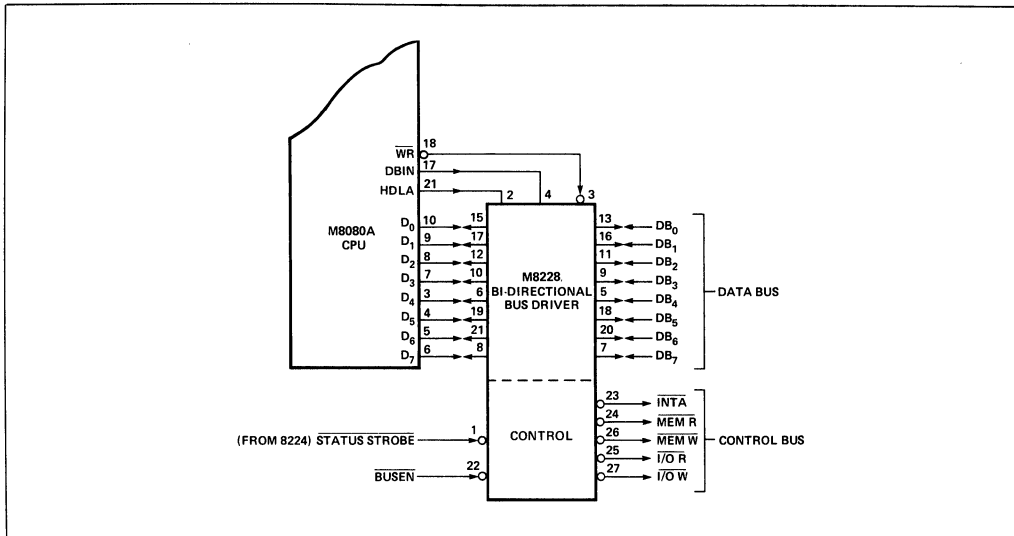 18
WR
DBIN 17
HDLA 21
2 4 3
M8080A
CPU
D0 10 15 13 DB0
D1 9 17 16 DB1
D2 8 12 11 DB2
D3 7 10 9 DB3
D4 3 6 5 DB4
D5 4 19 18 DB5
D6 5 21 20 DB6
D7 6 8 7 DB7
M8228
BI-DIRECTIONAL
BUS DRIVER
DATA BUS
CONTROL
(FROM 8224) STATUS STROBE 1
BUSEN 22
23 INTA
24 MEM R
26 MEM W
25 I/O R
27 I/O W
CONTROL BUS